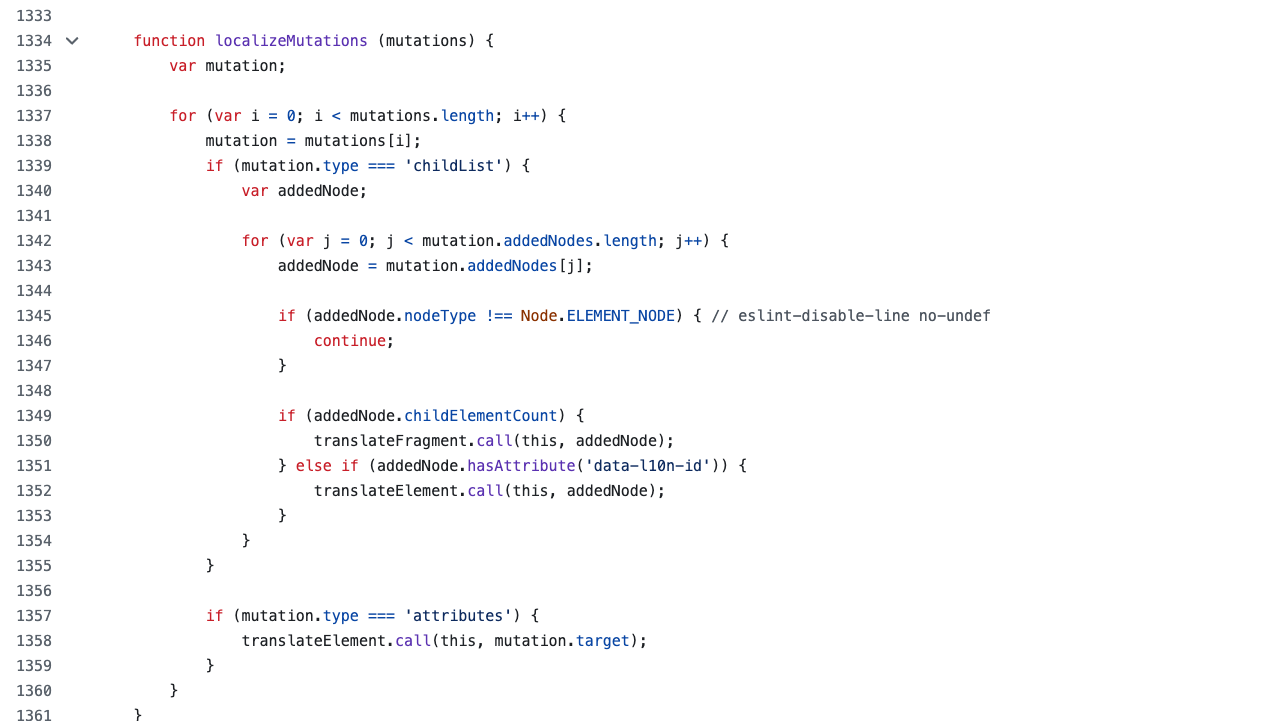 1333
1334 function localizeMutations (mutations) {
1335 var mutation;
1336
1337 for (var i = 0; i < mutations.length; i++) {
1338 mutation = mutations[i];
1339 if (mutation.type === 'childList') {
1340 var addedNode;
1341
1342 for (var j = 0; j < mutation.addedNodes.length; j++) {
1343 addedNode = mutation.addedNodes[j];
1344
1345 if (addedNode.nodeType !== Node.ELEMENT_NODE) { // eslint-disable-line no-undef
1346 continue;
1347 }
1348
1349 if (addedNode.childElementCount) {
1350 translateFragment.call(this, addedNode);
1351 } else if (addedNode.hasAttribute('data-l10n-id')) {
1352 translateElement.call(this, addedNode);
1353 }
1354 }
1355 }
1356
1357 if (mutation.type === 'attributes') {
1358 translateElement.call(this, mutation.target);
1359 }
1360 }
1361 }